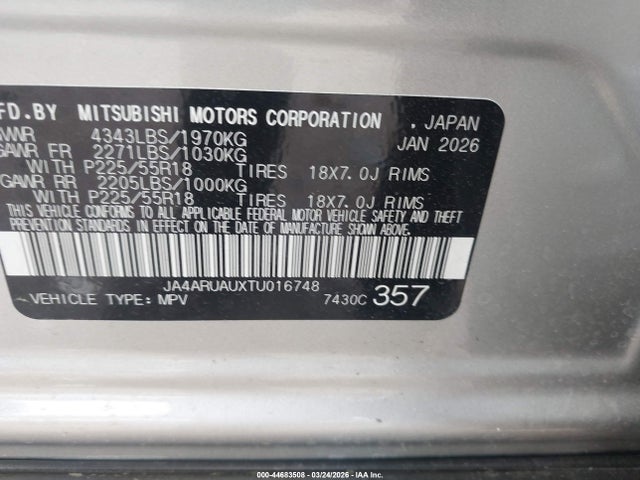 FD.BY MITSUBISHI MOTORS CORPORATION , JAPAN
GVWR 4343LBS/1970KG JAN 2026
GAWR FR 2271LBS/1030KG
WITH P225/55R18 TIRES 18X7.0J RIMS
GAWR RR 2205LBS/1000KG
WITH P225/55R18 TIRES 18X7.0J RIMS
THIS VEHICLE CONFORMS TO ALL APPLICABLE FEDERAL MOTOR VEHICLE SAFETY AND THEFT
PREVENTION STANDARDS IN EFFECT ON THE DATE OF MANUFACTURE SHOWN ABOVE.
JA4ARUAUXTU016748
VEHICLE TYPE: MPV 7430C 357
000-44683508 - 03/24/2026 - IAA Inc.